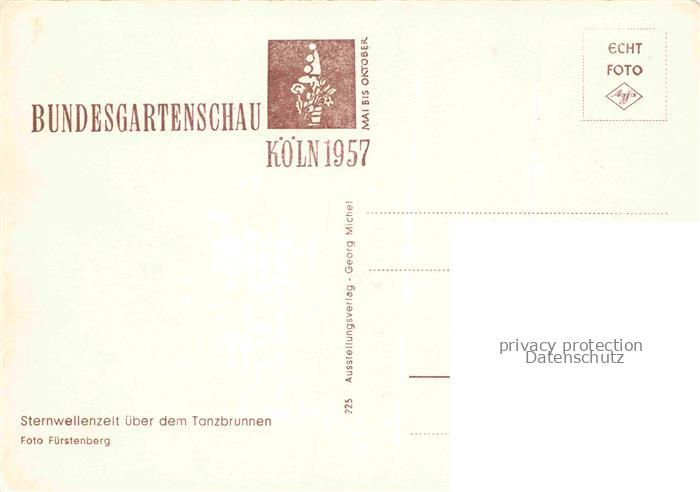 BUNDESGARTENSCHAU
KÖLN 1957
MAI BIS OKTOBER
ECHT
FOTO
Agfa
225 Ausstellungsverlag - Georg Michel
privacy protection
Datenschutz
Sternwellenzelt über dem Tanzbrunnen
Foto Fürstenberg